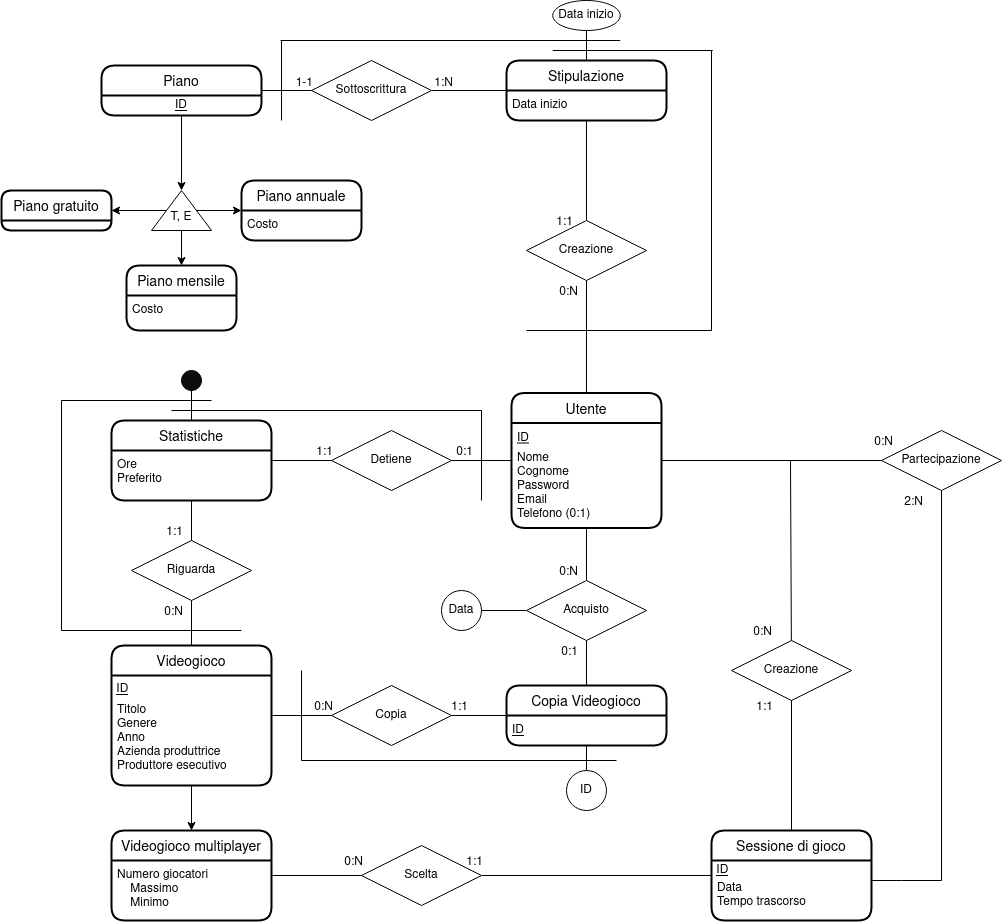 Data inizio
Piano
ID
1-1
Sottoscrittura
1:N
Stipulazione
Data inizio
Piano gratuito
T, E
Piano annuale
Costo
Piano mensile
Costo
1:1
Creazione
0:N
Statistiche
Ore
Preferito
1:1
Detiene
0:1
Utente
ID
Nome
Cognome
Password
Email
Telefono (0:1)
0:N
Partecipazione
2:N
1:1
Riguarda
0:N
0:N
Data
Acquisto
0:1
0:N
Creazione
1:1
Videogioco
ID
Titolo
Genere
Anno
Azienda produttrice
Produttore esecutivo
0:N
Copia
1:1
Copia Videogioco
ID
ID
Videogioco multiplayer
Numero giocatori
Massimo
Minimo
0:N
Scelta
1:1
Sessione di gioco
ID
Data
Tempo trascorso